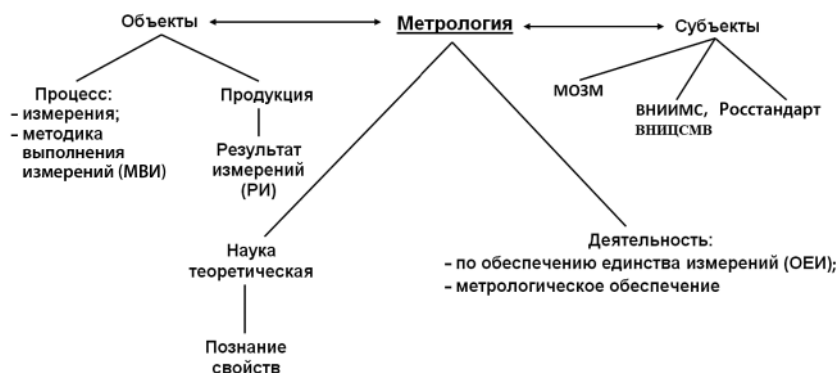 Объекты
Метрология
Субъекты
Процесс:
– измерения;
– методика
выполнения
измерений (МВИ)
Продукция
Результат
измерений
(РИ)
МОЗМ
ВНИИМС,
ВНИЦСМВ
Росстандарт
Наука
теоретическая
Познание
свойств
Деятельность:
– по обеспечению единства измерений (ОЕИ);
– метрологическое обеспечение